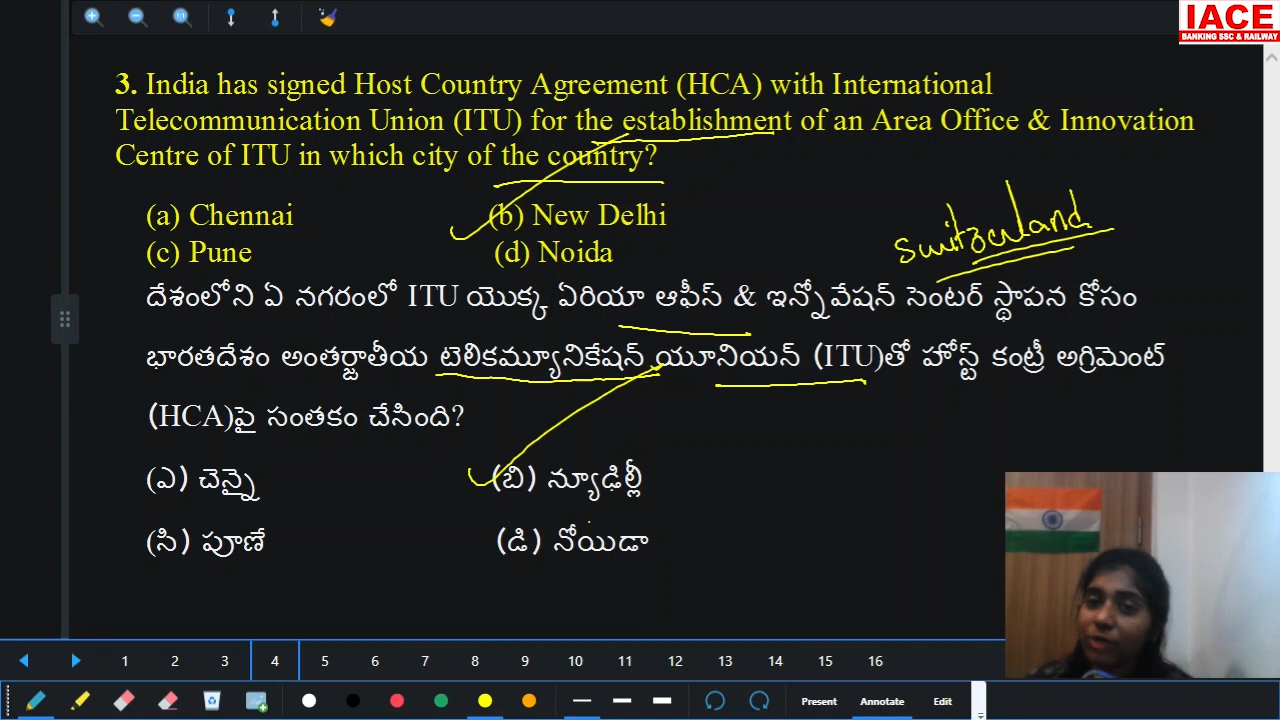 IACE
BANKING SSC & RAILWAY
3. India has signed Host Country Agreement (HCA) with International
Telecommunication Union (ITU) for the establishment of an Area Office & Innovation
Centre of ITU in which city of the country?
(a) Chennai (b) New Delhi
(c) Pune (d) Noida
Switzerland
దేశంలోని ఏ నగరంలో ITU యొక్క ఏరియా ఆఫీస్ & ఇన్నోవేషన్ సెంటర్ స్థాపన కోసం
భారతదేశం అంతర్జాతీయ టెలికమ్యూనికేషన్ యూనియన్ (ITU)తో హోస్ట్ కంట్రీ అగ్రిమెంట్
(HCA)పై సంతకం చేసింది?
(ఎ) చెన్నై (బి) న్యూఢిల్లీ
(సి) పూణే (డి) నోయిడా
1 2 3 4 5 6 7 8 9 10 11 12 13 14 15 16
Present Annotate Edit